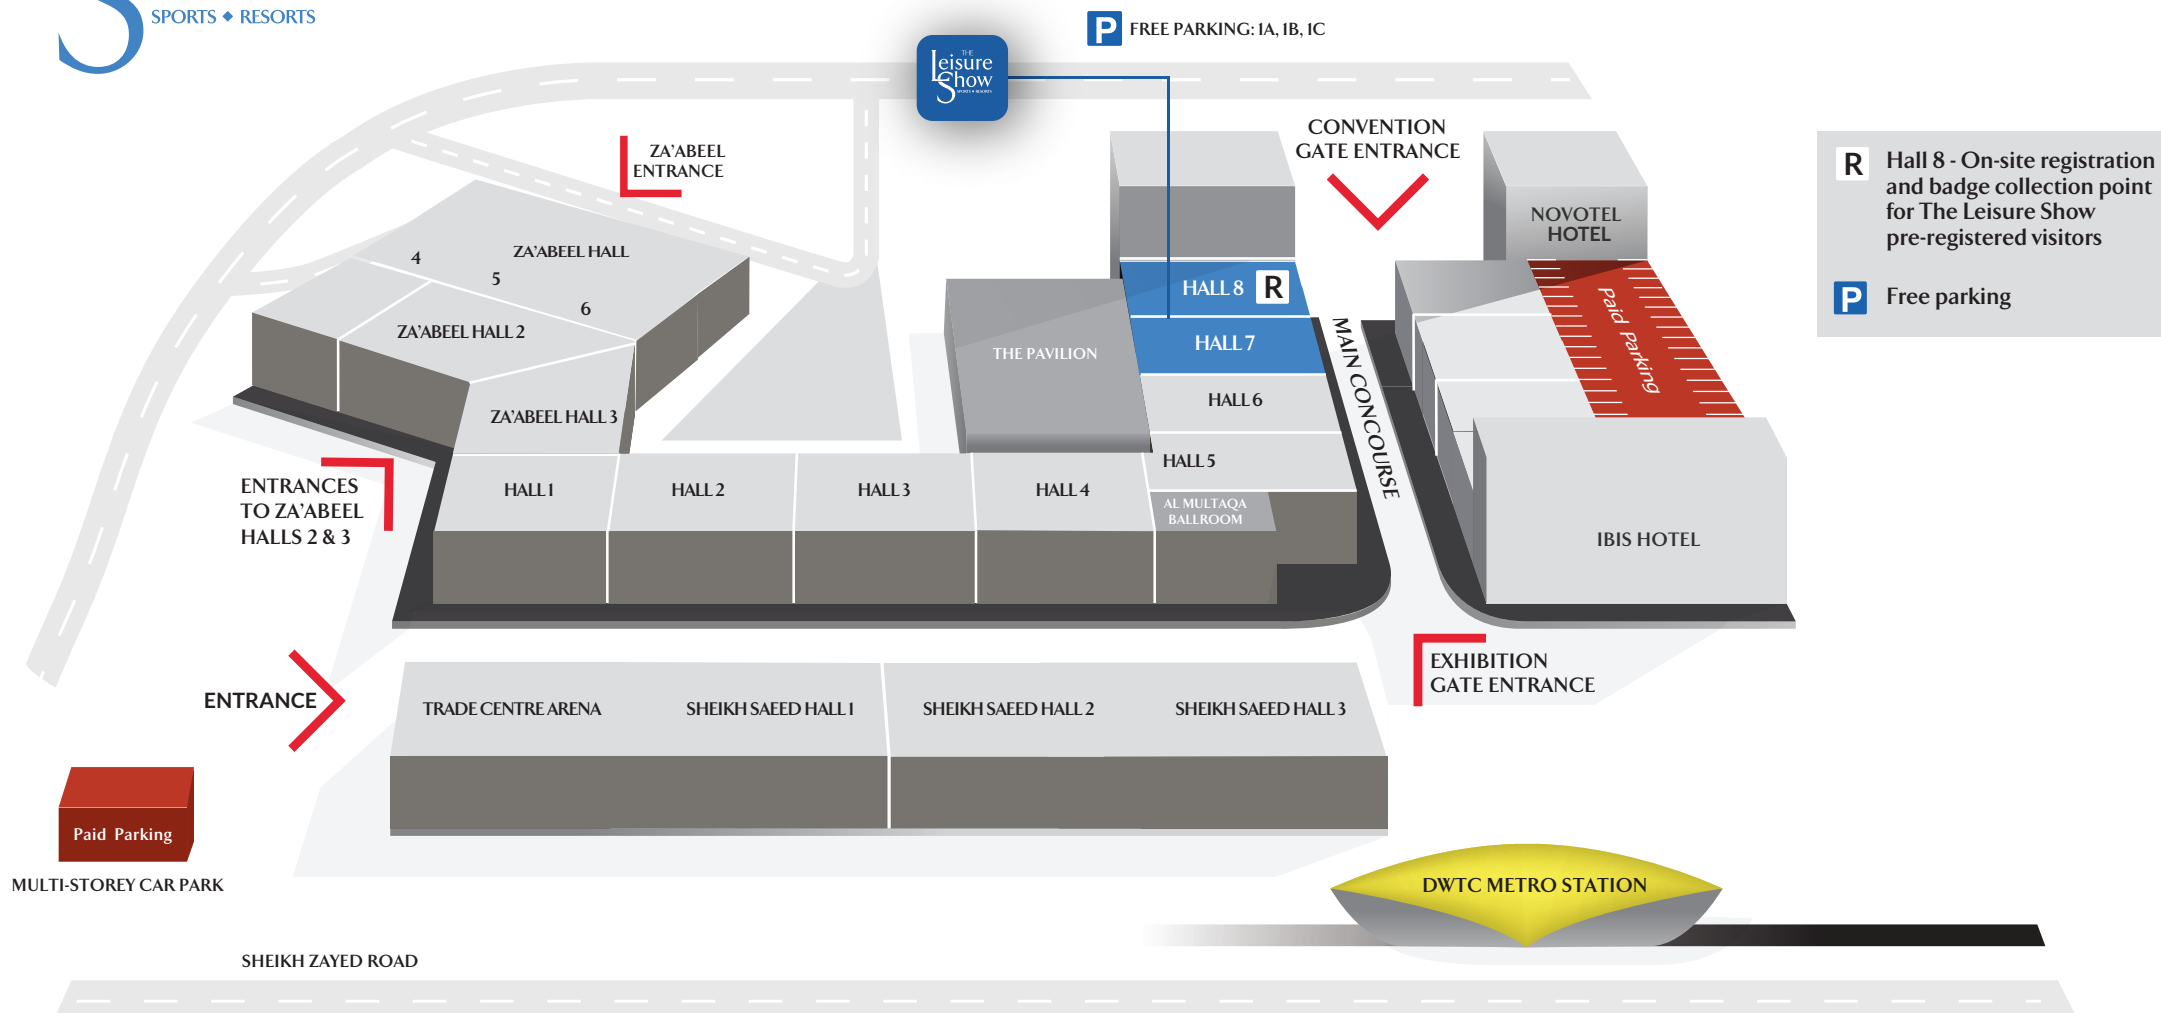 S
SPORTS ◆ RESORTS
P FREE PARKING: 1A, 1B, 1C
THE
Leisure
Show
SPORTS ◆ RESORTS
CONVENTION
GATE ENTRANCE
ZA'ABEEL
ENTRANCE
R Hall 8 - On-site registration
and badge collection point
for The Leisure Show
pre-registered visitors
P Free parking
NOVOTEL
HOTEL
ZA'ABEEL HALL
4
5
6
ZA'ABEEL HALL 2
ZA'ABEEL HALL 3
HALL 8 R
HALL 7
THE PAVILION
HALL 6
HALL 5
MAIN CONCOURSE
Paid Parking
HALL 1
HALL 2
HALL 3
HALL 4
AL MULTAQA
BALLROOM
ENTRANCES
TO ZA'ABEEL
HALLS 2 & 3
IBIS HOTEL
EXHIBITION
GATE ENTRANCE
ENTRANCE
TRADE CENTRE ARENA
SHEIKH SAEED HALL 1
SHEIKH SAEED HALL 2
SHEIKH SAEED HALL 3
Paid Parking
MULTI-STOREY CAR PARK
DWTC METRO STATION
SHEIKH ZAYED ROAD